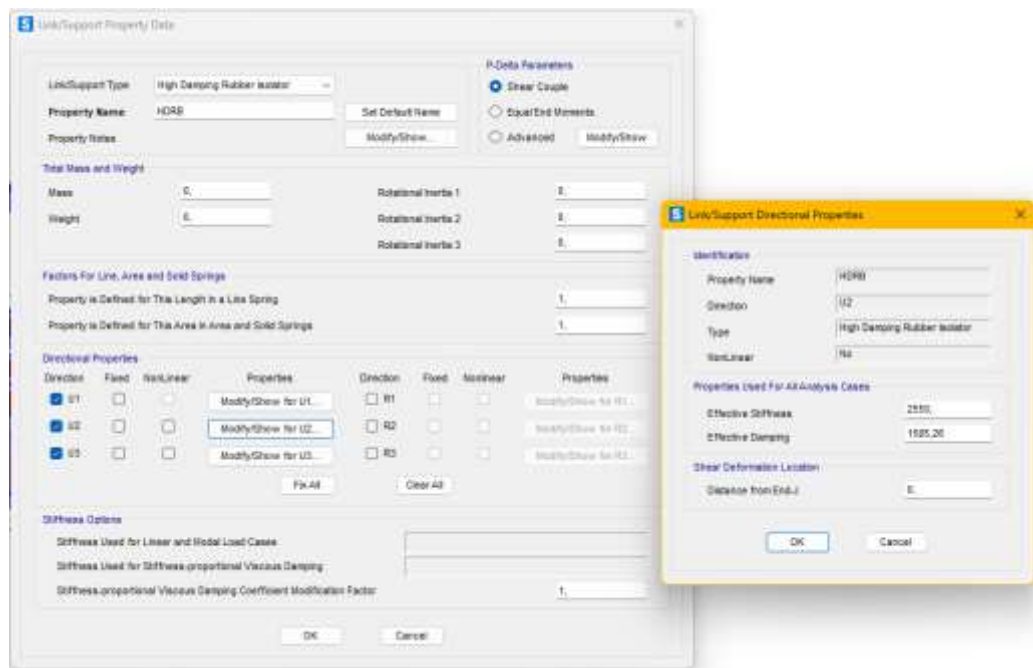 Link/Support Property Data
P-Delta Parameters
Link/Support Type High Damping Rubber Isolator Shear Couple
Property Name HDRB Set Default Name Equal End Moments
Property Notes Modify/Show... Advanced Modify/Show
Total Mass and Weight
Mass 0, Rotational Inertia 1 0,
Weight 0, Rotational Inertia 2 0,
Rotational Inertia 3 0,
Factors For Line, Area and Solid Springs
Property is Defined for This Length in a Line Spring 1,
Property is Defined for This Area in Area and Solid Springs 1,
Directional Properties
Direction Fixed NonLinear Properties Direction Fixed Nonlinear Properties
U1 Modify/Show for U1... R1 Modify/Show for R1...
U2 Modify/Show for U2... R2 Modify/Show for R2...
U3 Modify/Show for U3... R3 Modify/Show for R3...
Fix All Clear All
Stiffness Options
Stiffness Used for Linear and Modal Load Cases
Stiffness Used for Stiffness-proportional Viscous Damping
Stiffness-proportional Viscous Damping Coefficient Modification Factor 1,
OK Cancel
Link/Support Directional Properties
Identification
Property Name HDRB
Direction U2
Type High Damping Rubber Isolator
NonLinear No
Properties Used For All Analysis Cases
Effective Stiffness
Effective Damping
Shear Deformation Location
Distance from End-J 0,
OK Cancel